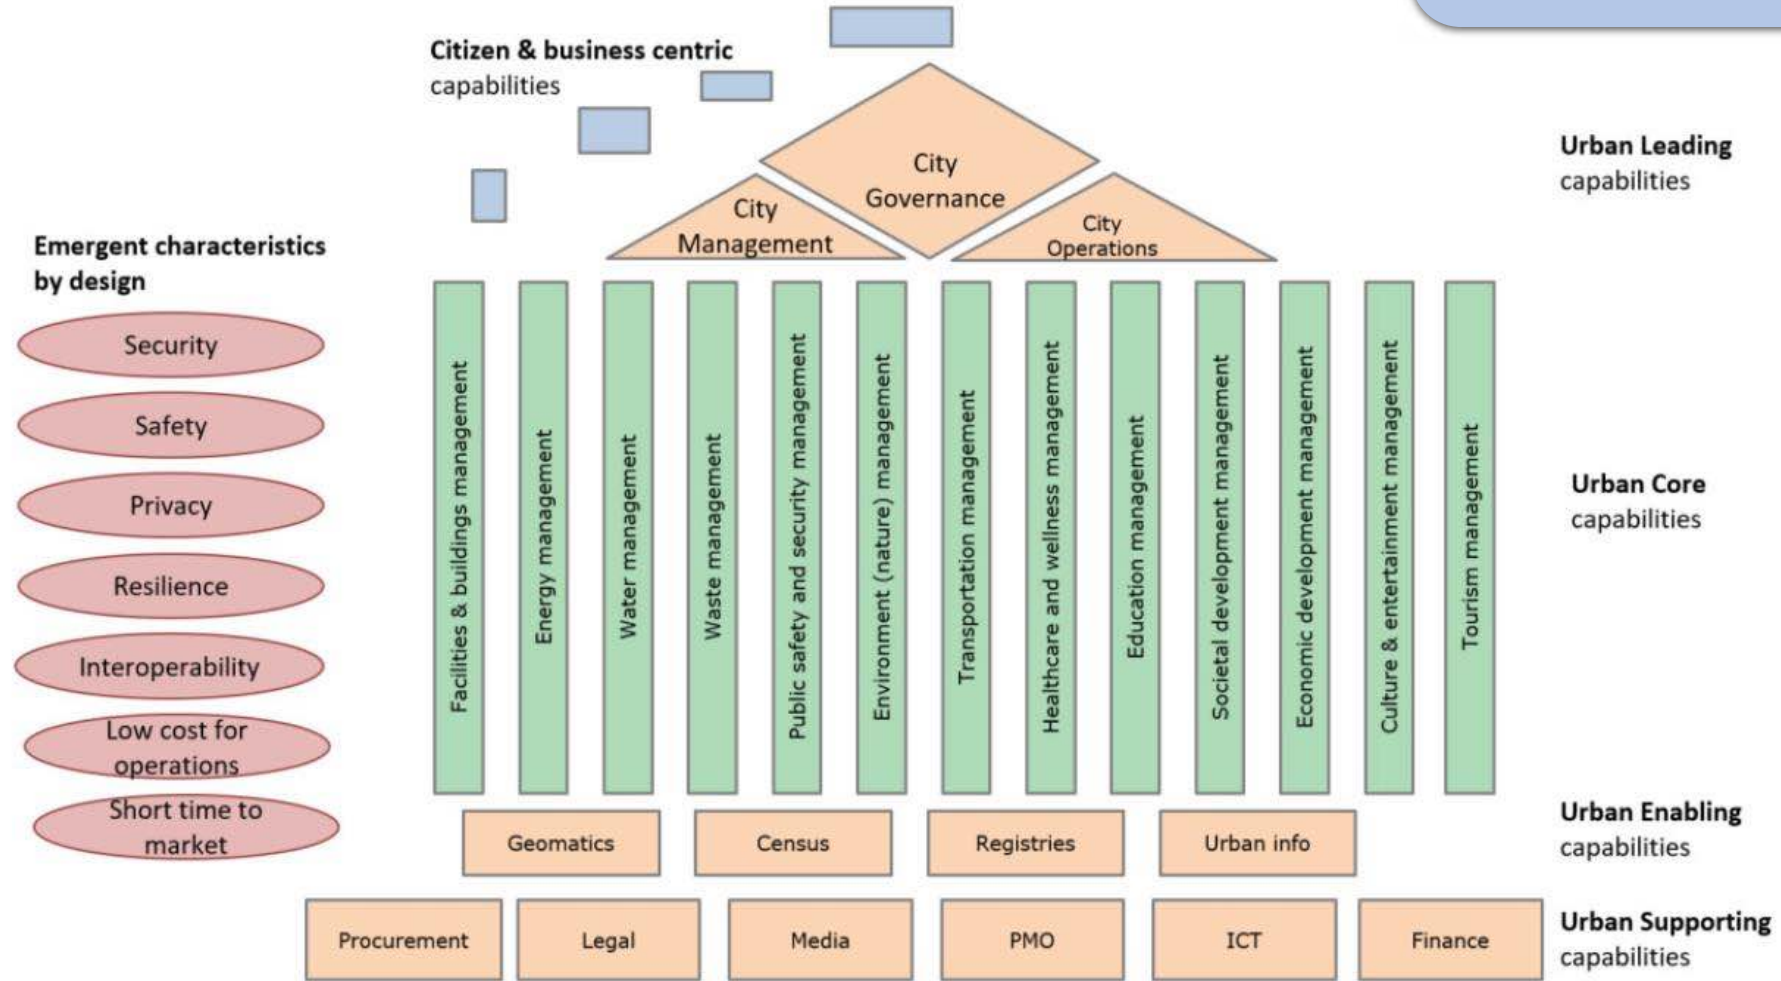 Citizen & business centric
capabilities
City
Governance
City
Management
City
Operations
Urban Leading
capabilities
Emergent characteristics
by design
Security
Safety
Privacy
Resilience
Interoperability
Low cost for
operations
Short time to
market
Facilities & buildings management
Energy management
Water management
Waste management
Public safety and security management
Environment (nature) management
Transportation management
Healthcare and wellness management
Education management
Societal development management
Economic development management
Culture & entertainment management
Tourism management
Urban Core
capabilities
Geomatics
Census
Registries
Urban info
Urban Enabling
capabilities
Procurement
Legal
Media
PMO
ICT
Finance
Urban Supporting
capabilities